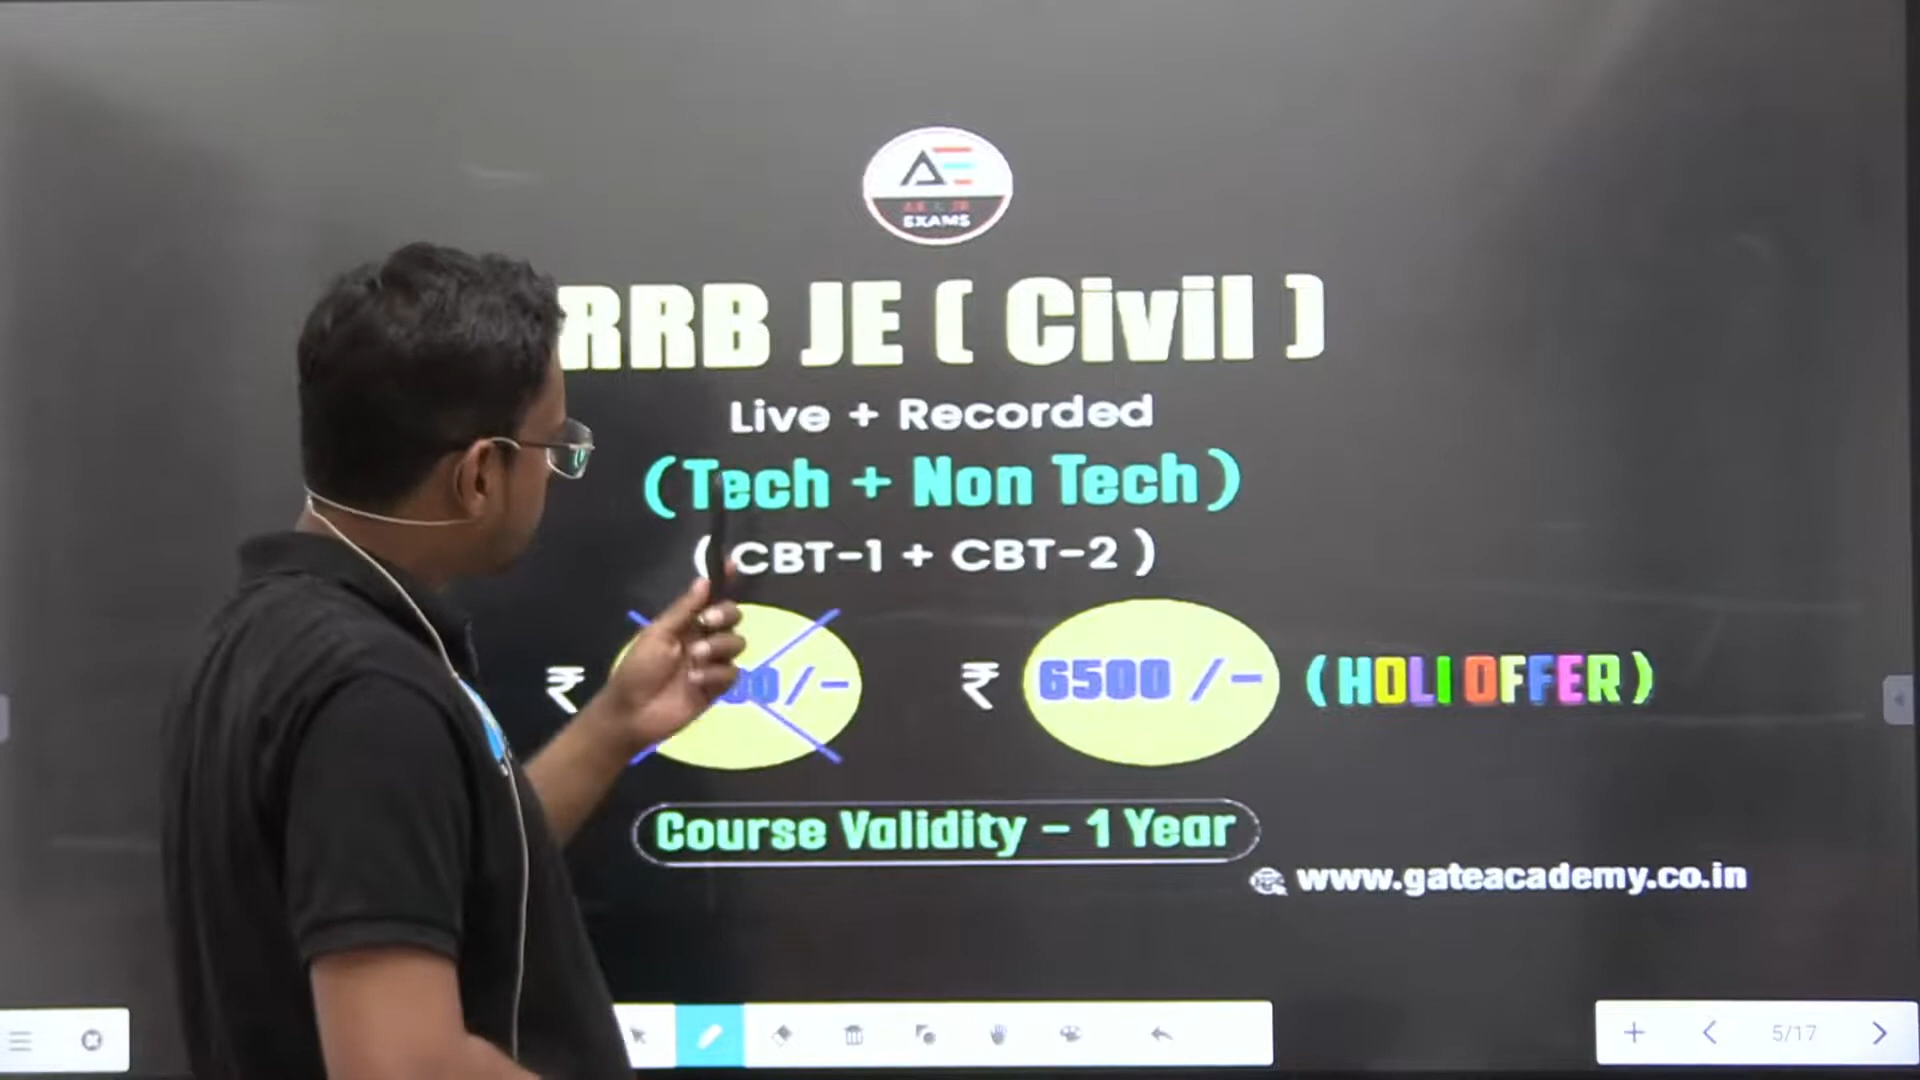 AE
EXAMS
RRB JE ( Civil )
Live + Recorded
(Tech + Non Tech)
( CBT-1 + CBT-2 )
₹ 00/- ₹ 6500 /- (HOLI OFFER)
Course Validity - 1 Year
www.gateacademy.co.in
5/17